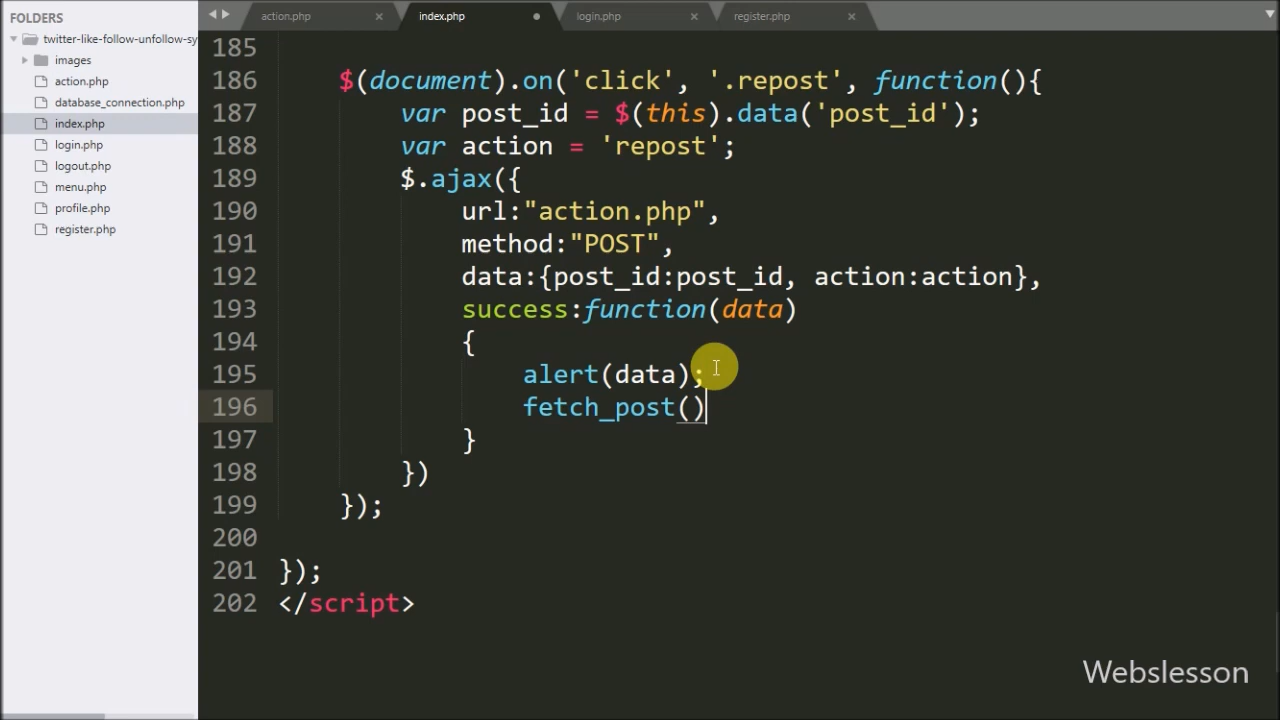 FOLDERS
twitter-like-follow-unfollow-sy
images
action.php
database_connection.php
index.php
login.php
logout.php
menu.php
profile.php
register.php
action.php × index.php login.php × register.php ×
185
186 $(document).on('click', '.repost', function(){
187 var post_id = $(this).data('post_id');
188 var action = 'repost';
189 $.ajax({
190 url:"action.php",
191 method:"POST",
192 data:{post_id:post_id, action:action},
193 success:function(data)
194 {
195 alert(data);
196 fetch_post()
197 }
198 })
199 });
200
201 });
202 </script>
Webslesson